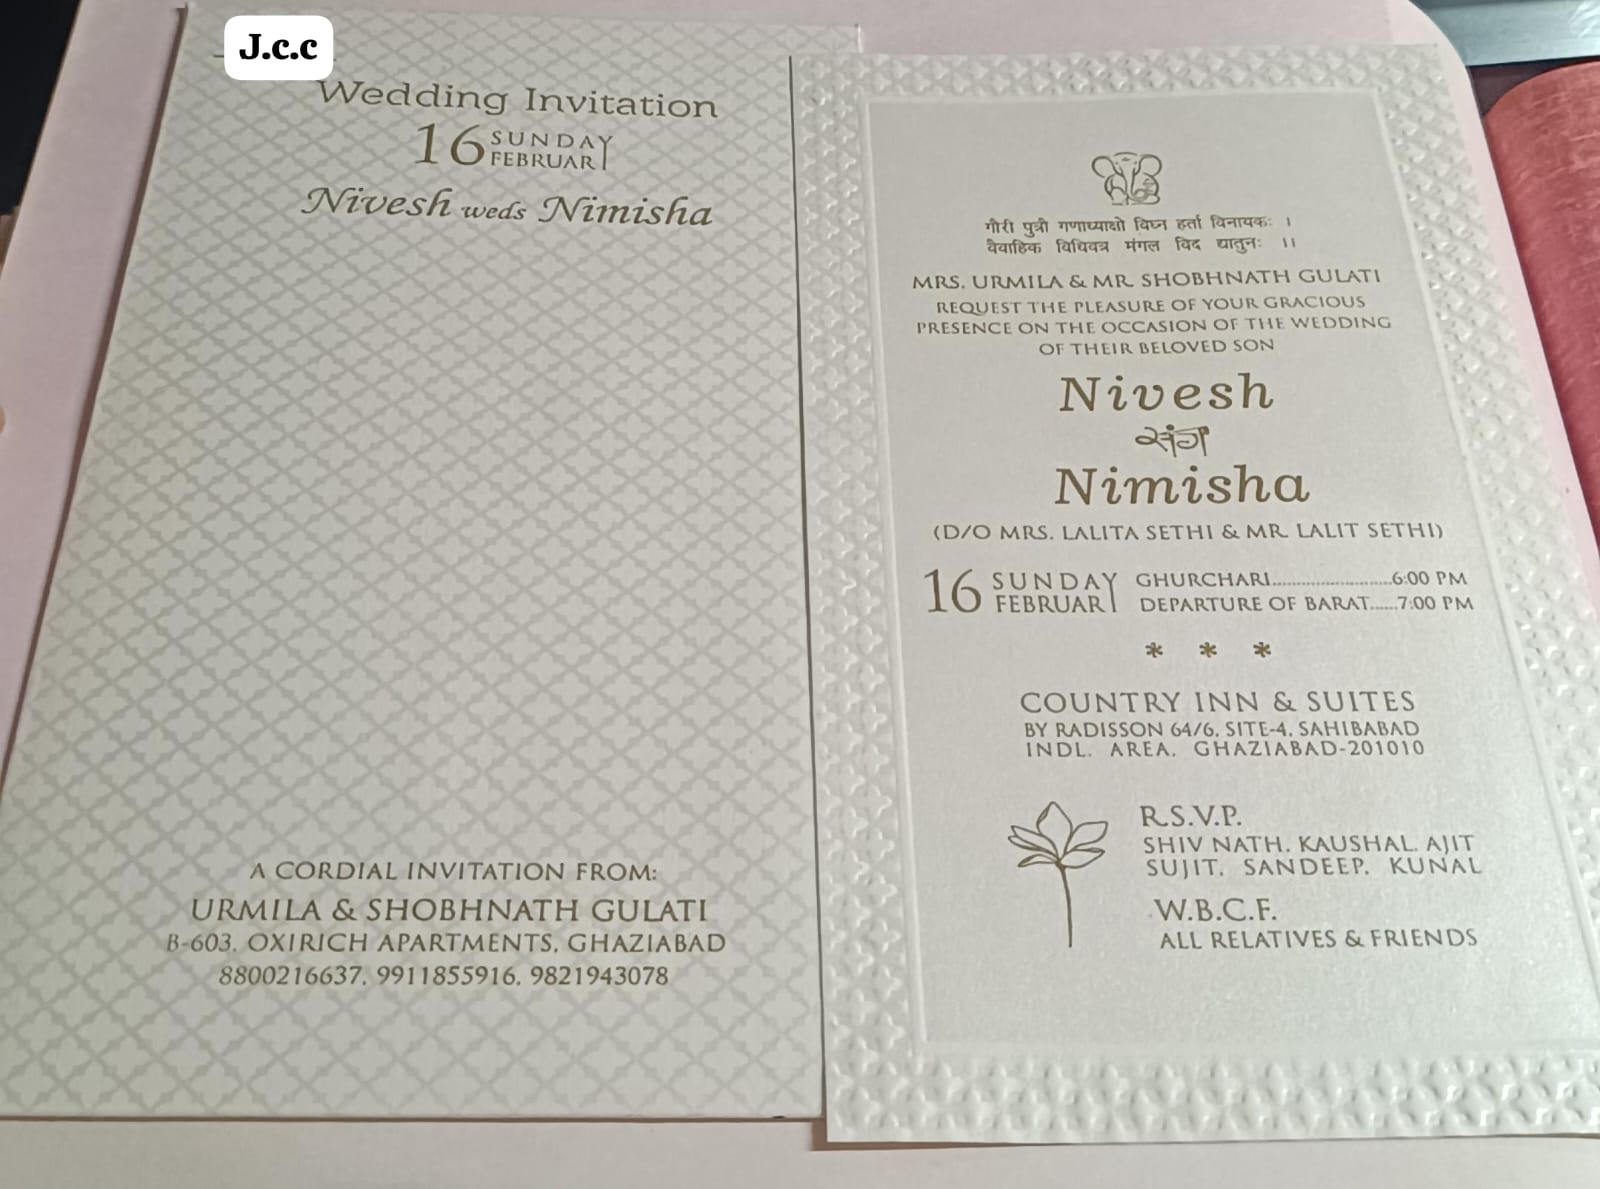 J.c.c
Wedding Invitation
16 SUNDAY
FEBRUARY
Nivesh weds Nimisha
A CORDIAL INVITATION FROM:
URMILA & SHOBHNATH GULATI
B-603, OXIRICH APARTMENTS, GHAZIABAD
8800216637, 9911855916, 9821943078
गौरी पुत्री गणाध्याक्षो विघ्न हर्ता विनायकः ।
वैवाहिक विधिवत्र मंगल विद द्यातुनः ।।
MRS. URMILA & MR. SHOBHNATH GULATI
REQUEST THE PLEASURE OF YOUR GRACIOUS
PRESENCE ON THE OCCASION OF THE WEDDING
OF THEIR BELOVED SON
Nivesh
संग
Nimisha
(D/O MRS. LALITA SETHI & MR. LALIT SETHI)
16 SUNDAY GHURCHARI..........................6:00 PM
FEBRUARY DEPARTURE OF BARAT......7:00 PM
* * *
COUNTRY INN & SUITES
BY RADISSON 64/6, SITE-4, SAHIBABAD
INDL. AREA, GHAZIABAD-201010
R.S.V.P.
SHIV NATH, KAUSHAL, AJIT
SUJIT, SANDEEP, KUNAL
W.B.C.F.
ALL RELATIVES & FRIENDS